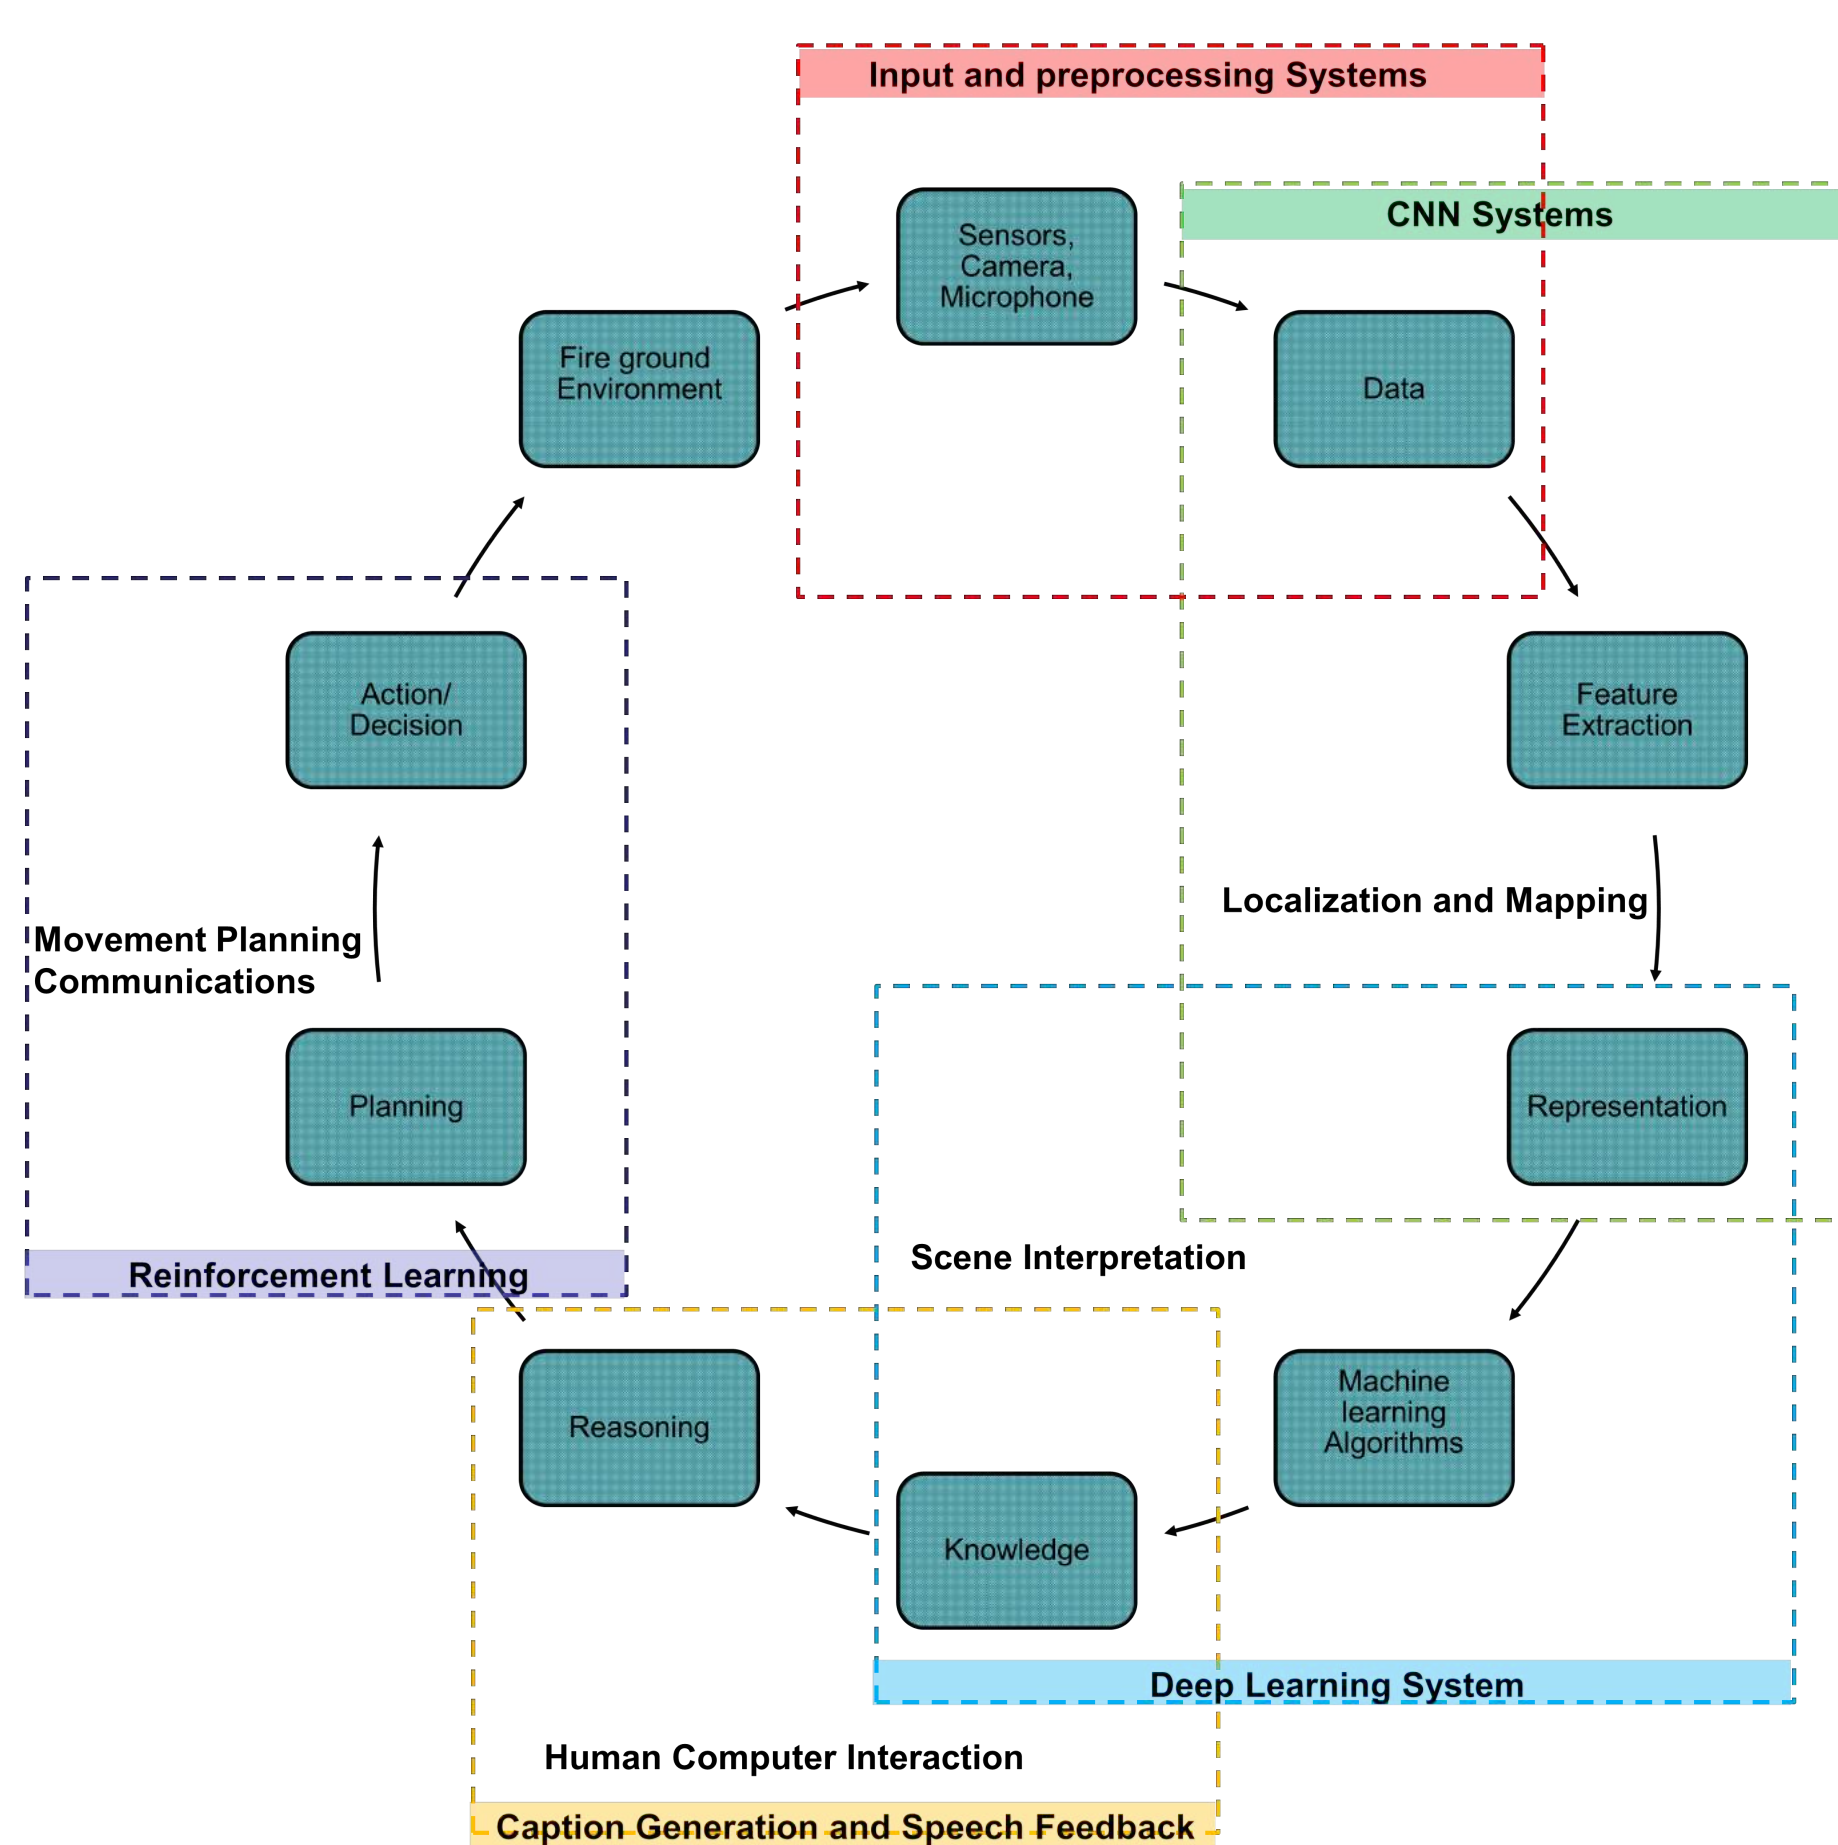 Input and preprocessing Systems
CNN Systems
Sensors,
Camera,
Microphone
Fire ground
Environment
Data
Action/
Decision
Feature
Extraction
Localization and Mapping
Movement Planning
Communications
Planning
Representation
Scene Interpretation
Reinforcement Learning
Reasoning
Machine
learning
Algorithms
Knowledge
Deep Learning System
Human Computer Interaction
Caption Generation and Speech Feedback